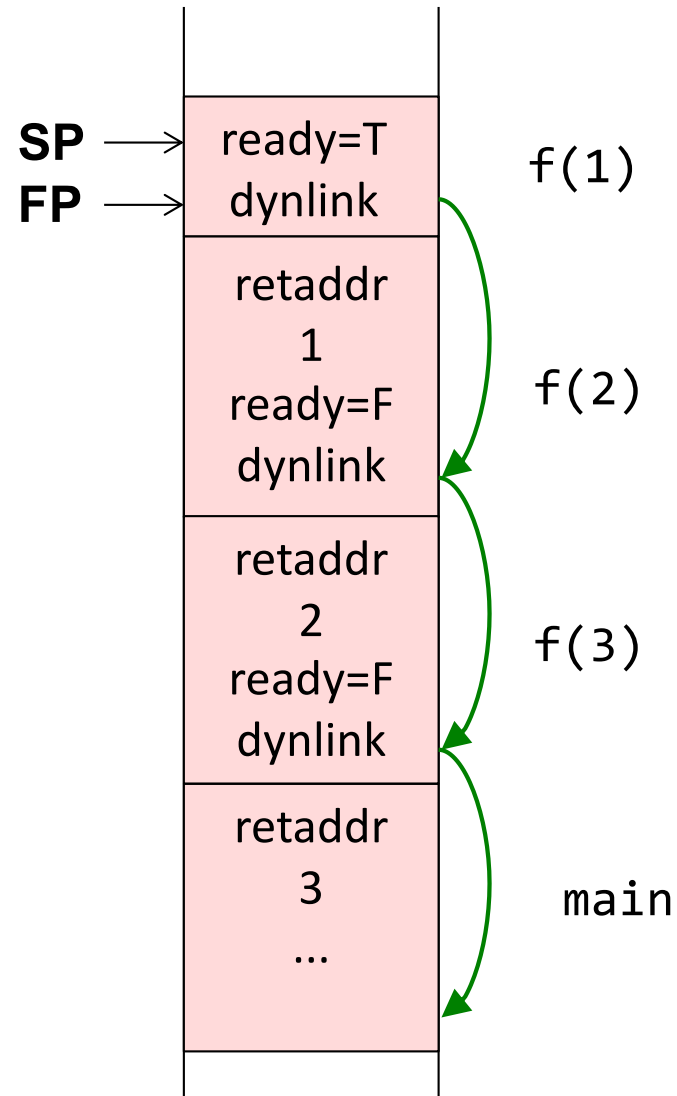 SP
ready=T
f(1)
FP
dynlink
retaddr
1
f(2)
ready=F
dynlink
retaddr
2
f(3)
ready=F
dynlink
retaddr
3
main
...